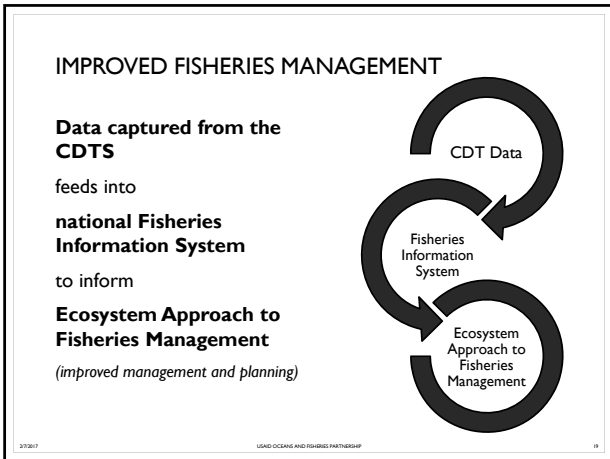 IMPROVED FISHERIES MANAGEMENT
Data captured from the
CDTS
feeds into
national Fisheries
Information System
to inform
Ecosystem Approach to
Fisheries Management
(improved management and planning)
CDT Data
Fisheries
Information
System
Ecosystem
Approach to
Fisheries
Management
2/7/2017
USAID OCEANS AND FISHERIES PARTNERSHIP
19